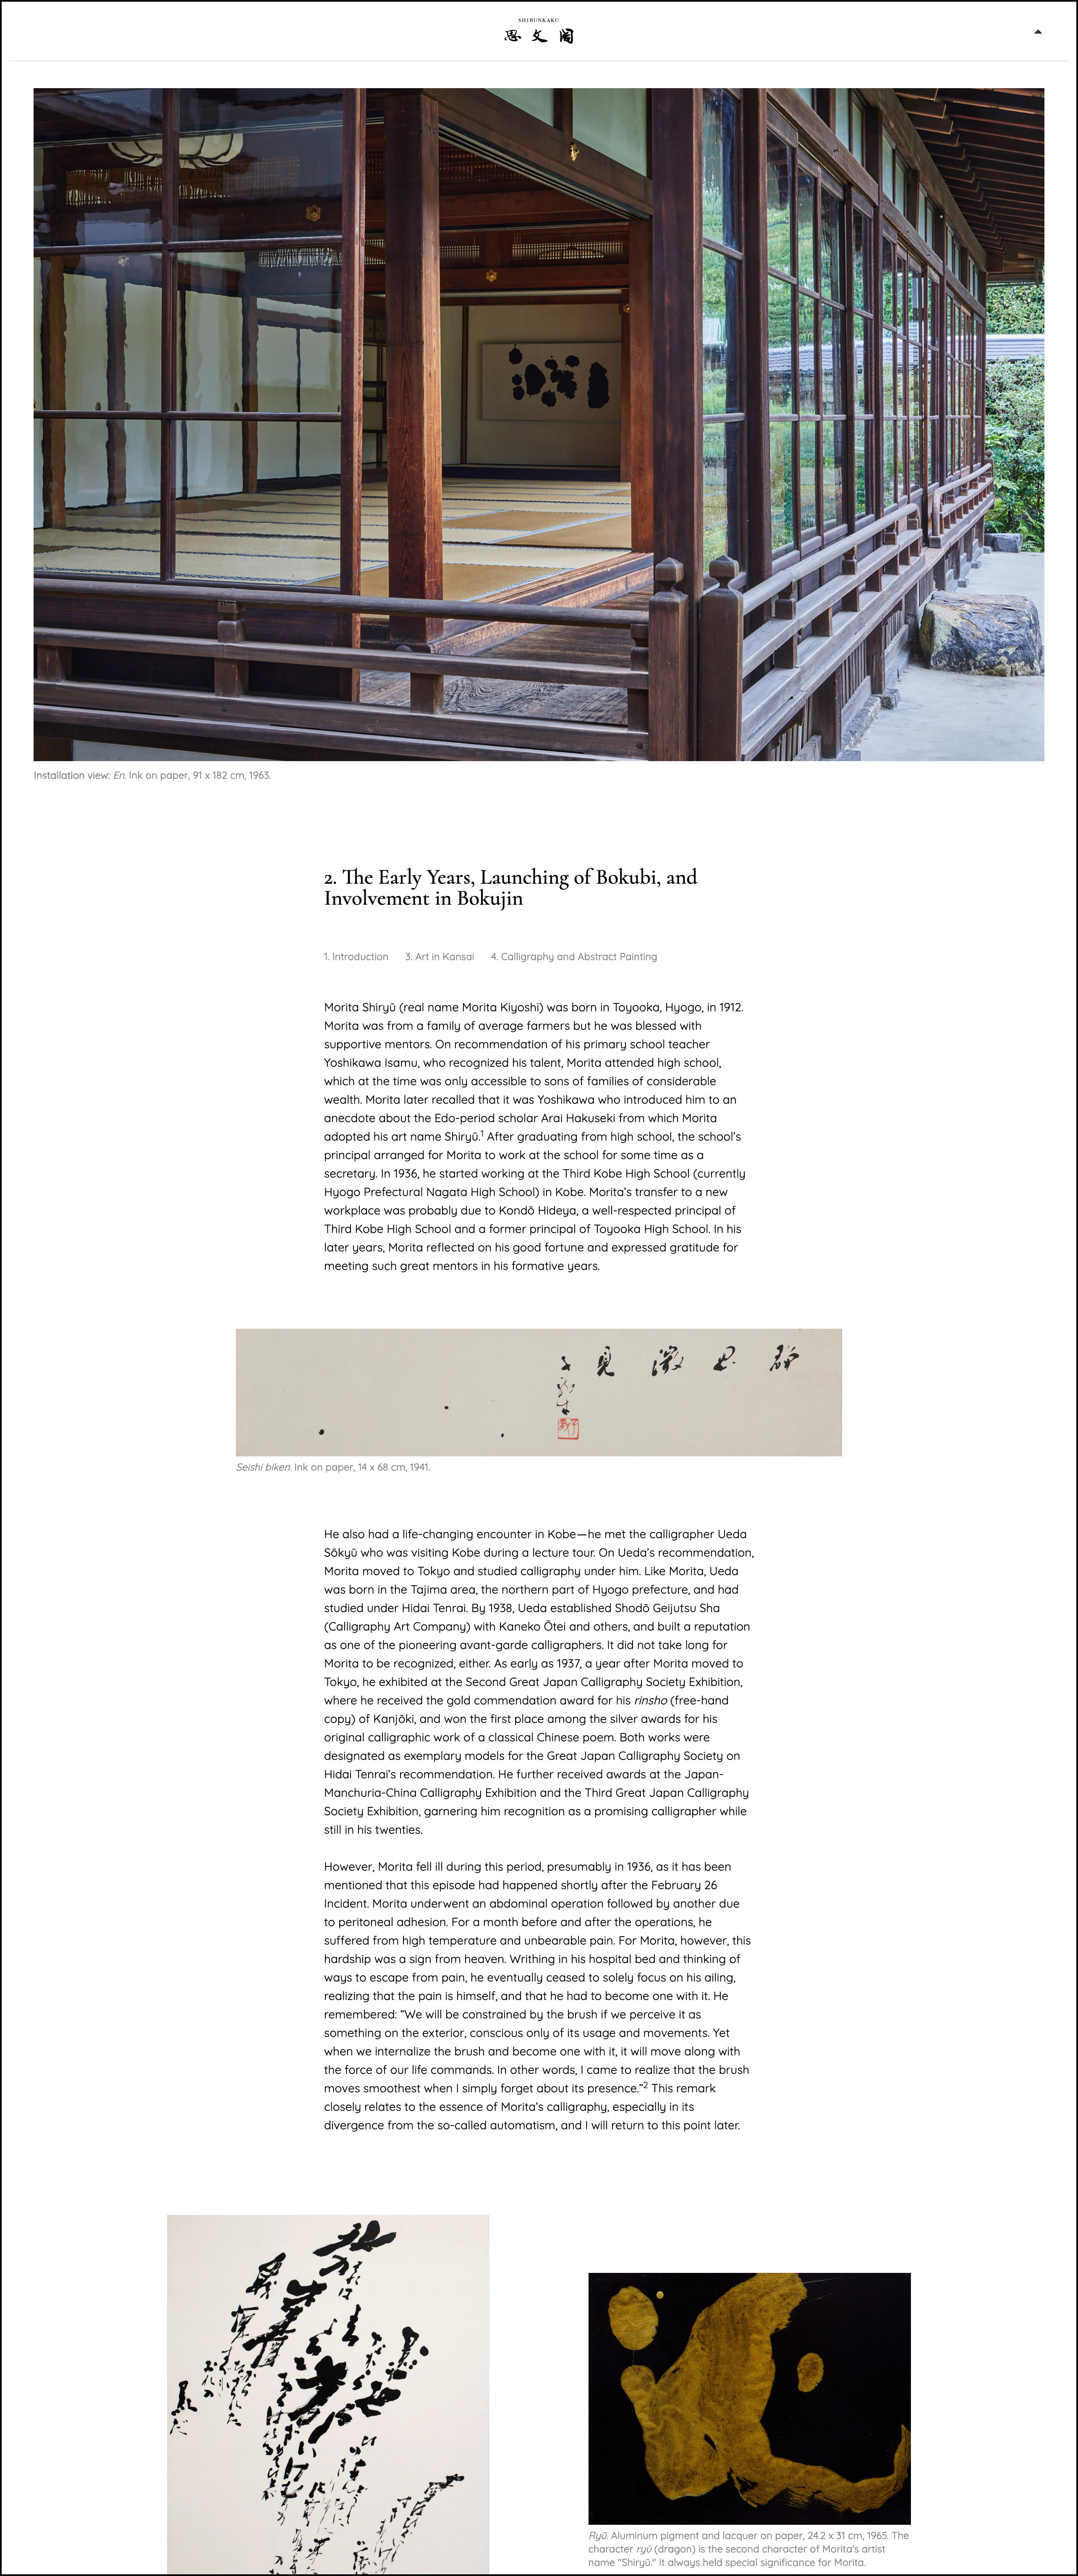 SHIBUNKAKU
思文閣
Installation view: En. Ink on paper, 91 x 182 cm, 1963.
2. The Early Years, Launching of Bokubi, and
Involvement in Bokujin
1. Introduction 3. Art in Kansai 4. Calligraphy and Abstract Painting
Morita Shiryū (real name Morita Kiyoshi) was born in Toyooka, Hyogo, in 1912.
Morita was from a family of average farmers but he was blessed with
supportive mentors. On recommendation of his primary school teacher
Yoshikawa Isamu, who recognized his talent, Morita attended high school,
which at the time was only accessible to sons of families of considerable
wealth. Morita later recalled that it was Yoshikawa who introduced him to an
anecdote about the Edo-period scholar Arai Hakuseki from which Morita
adopted his art name Shiryū.1 After graduating from high school, the school's
principal arranged for Morita to work at the school for some time as a
secretary. In 1936, he started working at the Third Kobe High School (currently
Hyogo Prefectural Nagata High School) in Kobe. Morita's transfer to a new
workplace was probably due to Kondō Hideya, a well-respected principal of
Third Kobe High School and a former principal of Toyooka High School. In his
later years, Morita reflected on his good fortune and expressed gratitude for
meeting such great mentors in his formative years.
静思微見
Seishi biken. Ink on paper, 14 x 68 cm, 1941.
He also had a life-changing encounter in Kobe—he met the calligrapher Ueda
Sōkyū who was visiting Kobe during a lecture tour. On Ueda's recommendation,
Morita moved to Tokyo and studied calligraphy under him. Like Morita, Ueda
was born in the Tajima area, the northern part of Hyogo prefecture, and had
studied under Hidai Tenrai. By 1938, Ueda established Shodō Geijutsu Sha
(Calligraphy Art Company) with Kaneko Ōtei and others, and built a reputation
as one of the pioneering avant-garde calligraphers. It did not take long for
Morita to be recognized, either. As early as 1937, a year after Morita moved to
Tokyo, he exhibited at the Second Great Japan Calligraphy Society Exhibition,
where he received the gold commendation award for his rinsho (free-hand
copy) of Kanjōki, and won the first place among the silver awards for his
original calligraphic work of a classical Chinese poem. Both works were
designated as exemplary models for the Great Japan Calligraphy Society on
Hidai Tenrai's recommendation. He further received awards at the Japan-
Manchuria-China Calligraphy Exhibition and the Third Great Japan Calligraphy
Society Exhibition, garnering him recognition as a promising calligrapher while
still in his twenties.
However, Morita fell ill during this period, presumably in 1936, as it has been
mentioned that this episode had happened shortly after the February 26
Incident. Morita underwent an abdominal operation followed by another due
to peritoneal adhesion. For a month before and after the operations, he
suffered from high temperature and unbearable pain. For Morita, however, this
hardship was a sign from heaven. Writhing in his hospital bed and thinking of
ways to escape from pain, he eventually ceased to solely focus on his ailing,
realizing that the pain is himself, and that he had to become one with it. He
remembered: "We will be constrained by the brush if we perceive it as
something on the exterior, conscious only of its usage and movements. Yet
when we internalize the brush and become one with it, it will move along with
the force of our life commands. In other words, I came to realize that the brush
moves smoothest when I simply forget about its presence."2 This remark
closely relates to the essence of Morita's calligraphy, especially in its
divergence from the so-called automatism, and I will return to this point later.
Ryū. Aluminum pigment and lacquer on paper, 24.2 x 31 cm, 1965. The
character ryū (dragon) is the second character of Morita's artist
name "Shiryū." It always held special significance for Morita.